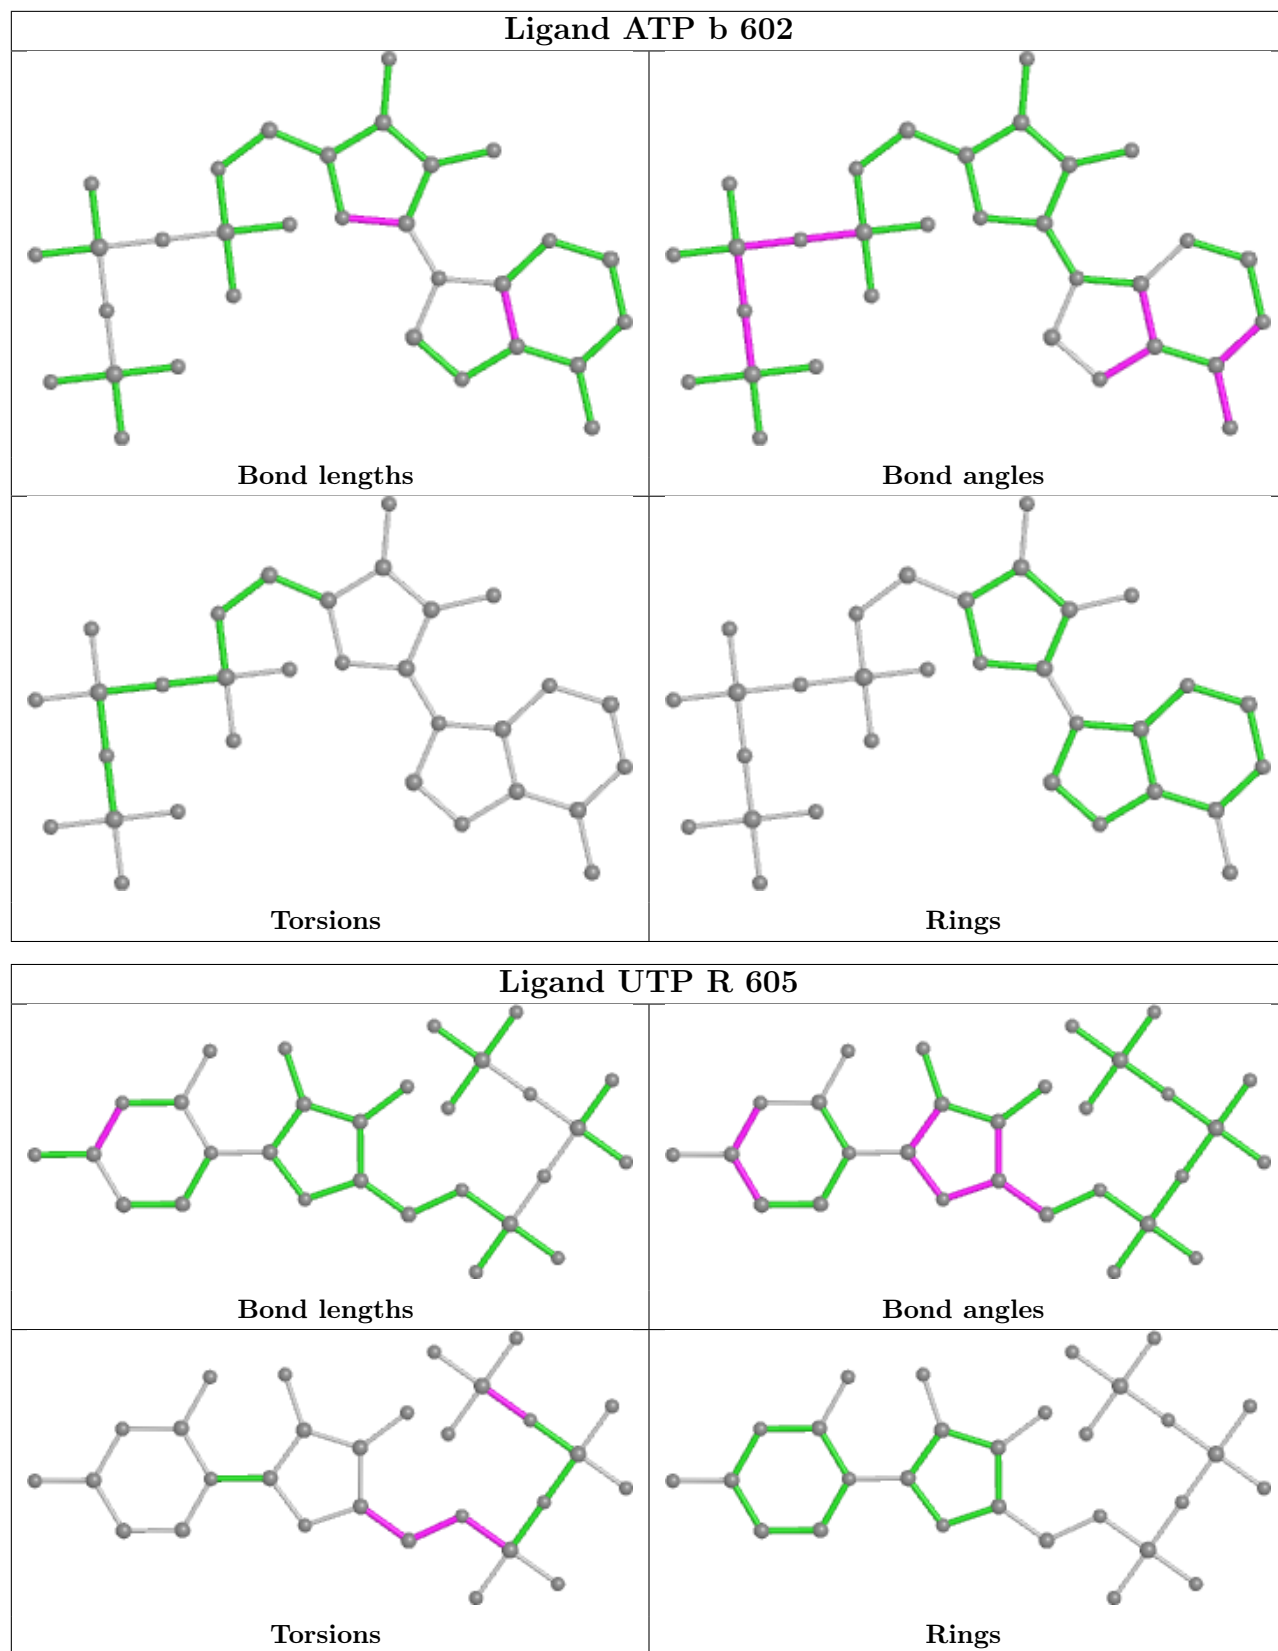 Ligand ATP b 602
Bond lengths
Bond angles
Torsions
Rings
Ligand UTP R 605
Bond lengths
Bond angles
Torsions
Rings